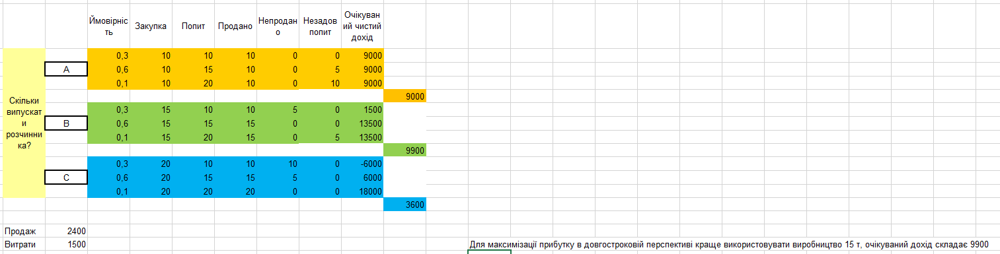 Ймовірність Закупка Попит Продано Непродано Незадов попит Очікуваний чистий дохід
Скільки випускати розчинника?
A
0,3 10 10 10 0 0 9000
0,6 10 15 10 0 5 9000
0,1 10 20 10 0 10 9000
9000
B
0,3 15 10 10 5 0 1500
0,6 15 15 15 0 0 13500
0,1 15 20 15 0 5 13500
9900
C
0,3 20 10 10 10 0 -6000
0,6 20 15 15 5 0 6000
0,1 20 20 20 0 0 18000
3600
Продаж 2400
Витрати 1500
Для максимізації прибутку в довгостроковій перспективі краще використовувати виробництво 15 т, очікуваний дохід складає 9900